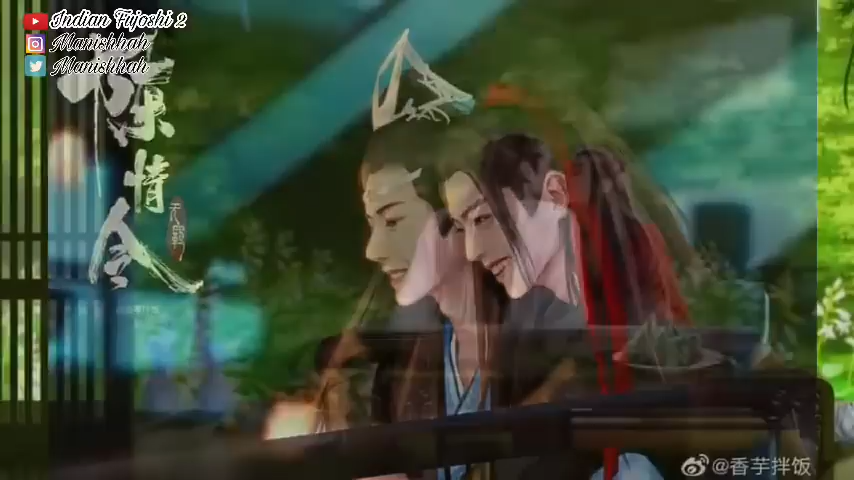 Indian Fujoshi 2
Manishhah
Manishhah
陈
情
令
@香芋拌饭